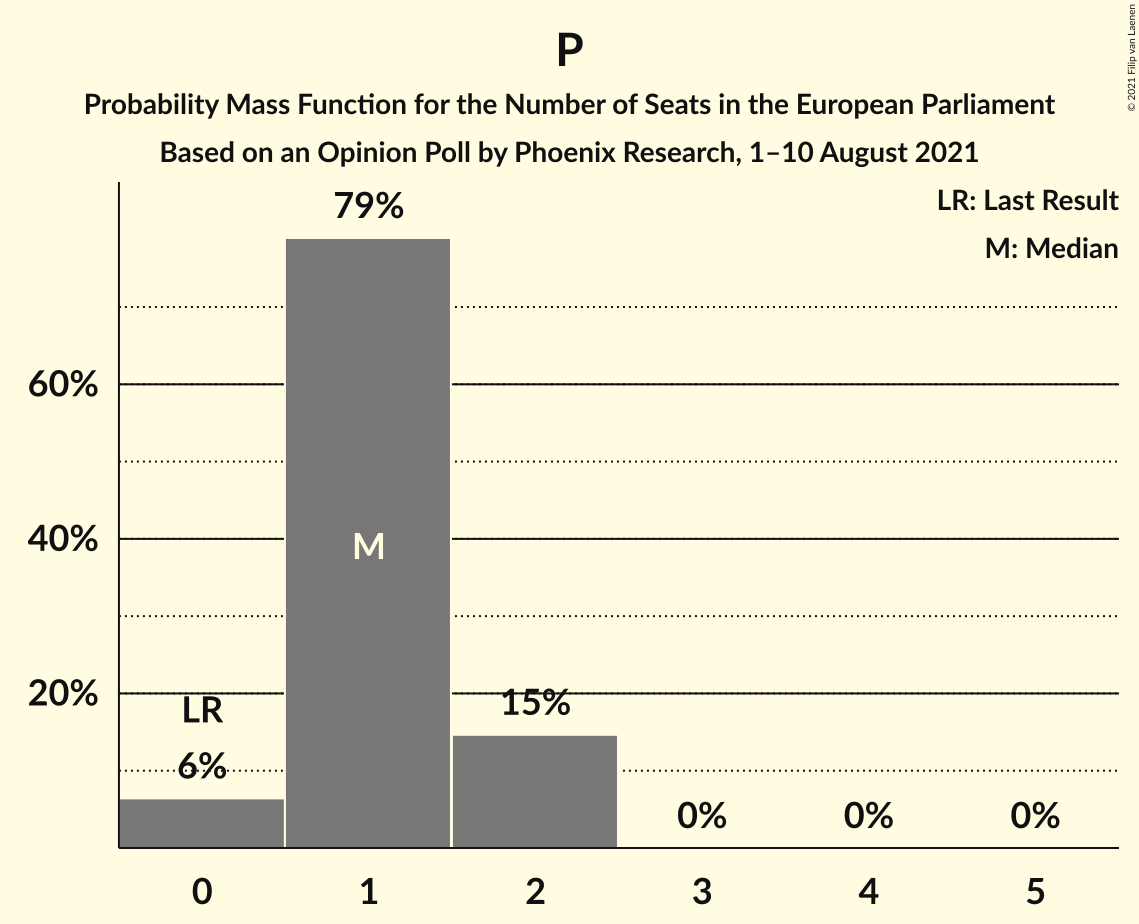 P
Probability Mass Function for the Number of Seats in the European Parliament
Based on an Opinion Poll by Phoenix Research, 1–10 August 2021
© 2021 Filip van Laenen
LR: Last Result
M: Median
79%
60%
40%
M
20%
LR
15%
6%
0%
0%
0%
0
1
2
3
4
5